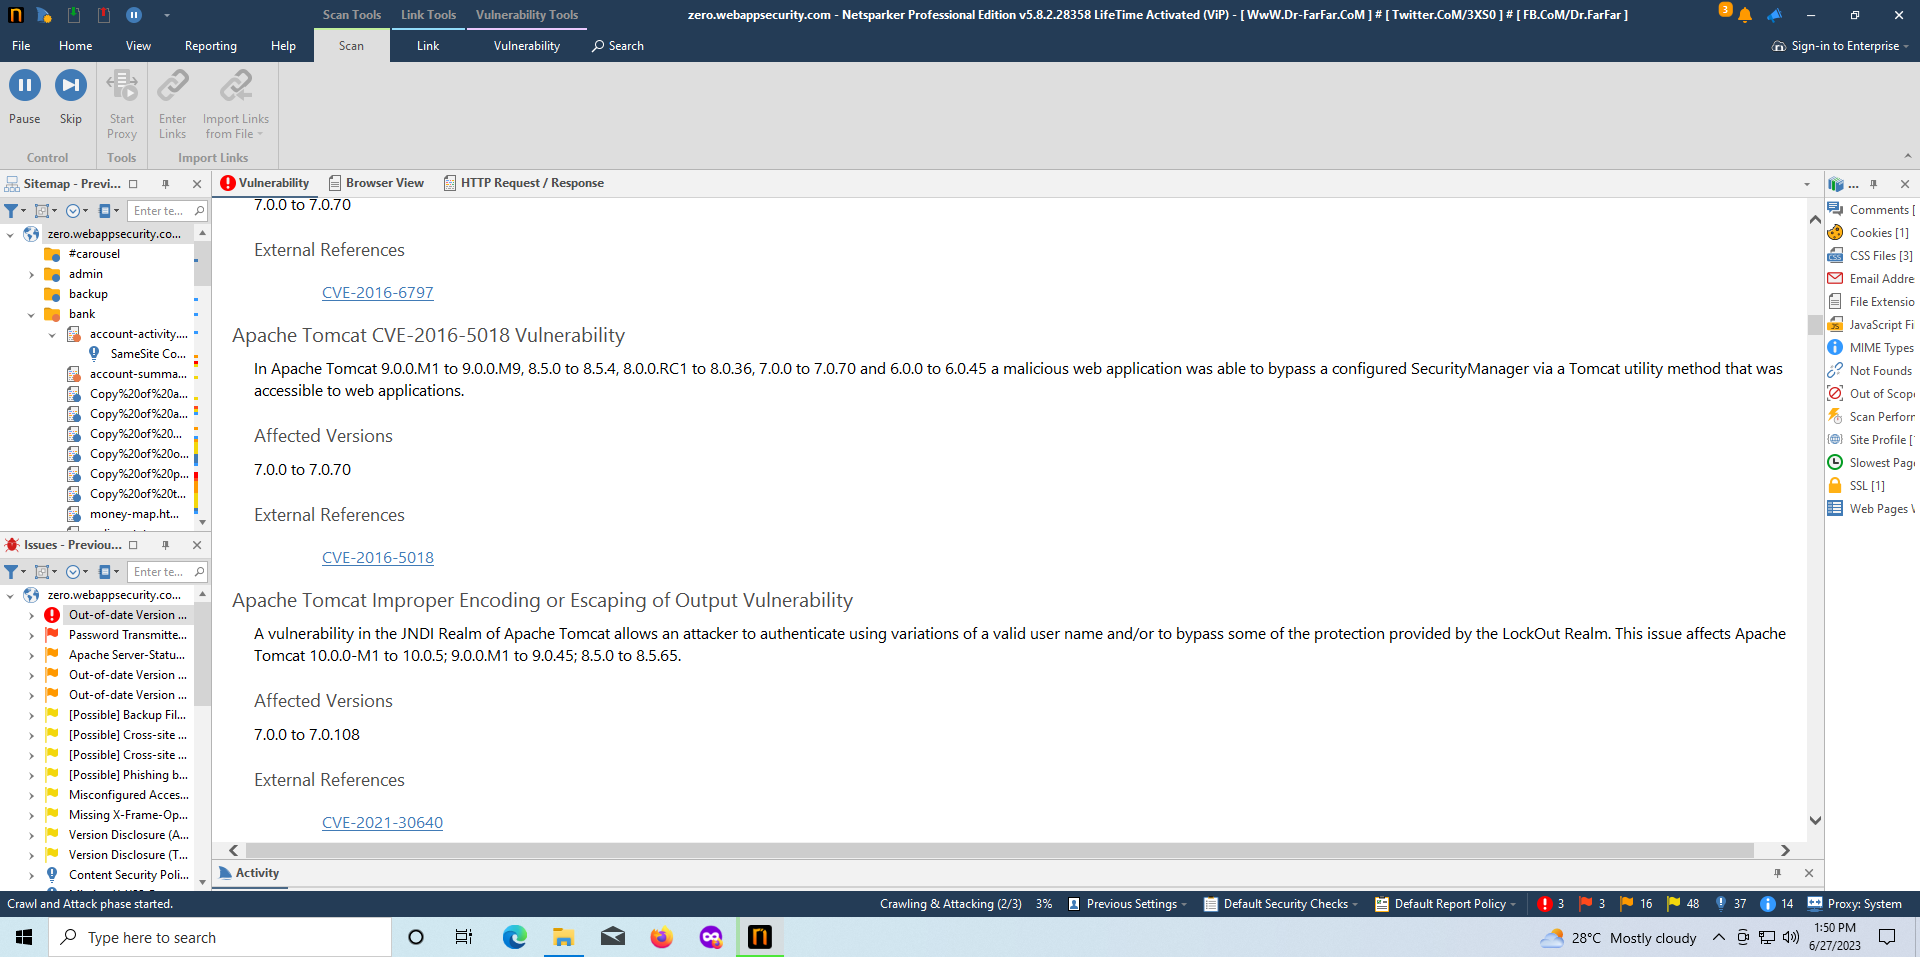 Scan Tools Link Tools Vulnerability Tools zero.webappsecurity.com - Netsparker Professional Edition v5.8.2.28358 LifeTime Activated (ViP) - [ WwW.Dr-FarFar.CoM ] # [ Twitter.CoM/3XS0 ] # [ FB.CoM/Dr.FarFar ] 3
File Home View Reporting Help Scan Link Vulnerability Search Sign-in to Enterprise
Pause Skip Start Proxy Enter Links Import Links from File
Control Tools Import Links
Sitemap - Previ...
Enter te...
zero.webappsecurity.co...
#carousel
admin
backup
bank
account-activity....
SameSite Co...
account-summa...
Copy%20of%20a...
Copy%20of%20a...
Copy%20of%20...
Copy%20of%20o...
Copy%20of%20p...
Copy%20of%20t...
money-map.ht...
Issues - Previou...
Enter te...
zero.webappsecurity.co...
Out-of-date Version ...
Password Transmitte...
Apache Server-Statu...
Out-of-date Version ...
Out-of-date Version ...
[Possible] Backup Fil...
[Possible] Cross-site ...
[Possible] Cross-site ...
[Possible] Phishing b...
Misconfigured Acces...
Missing X-Frame-Op...
Version Disclosure (A...
Version Disclosure (T...
Content Security Poli...
Vulnerability Browser View HTTP Request / Response
7.0.0 to 7.0.70
External References
CVE-2016-6797
Apache Tomcat CVE-2016-5018 Vulnerability
In Apache Tomcat 9.0.0.M1 to 9.0.0.M9, 8.5.0 to 8.5.4, 8.0.0.RC1 to 8.0.36, 7.0.0 to 7.0.70 and 6.0.0 to 6.0.45 a malicious web application was able to bypass a configured SecurityManager via a Tomcat utility method that was
accessible to web applications.
Affected Versions
7.0.0 to 7.0.70
External References
CVE-2016-5018
Apache Tomcat Improper Encoding or Escaping of Output Vulnerability
A vulnerability in the JNDI Realm of Apache Tomcat allows an attacker to authenticate using variations of a valid user name and/or to bypass some of the protection provided by the LockOut Realm. This issue affects Apache
Tomcat 10.0.0-M1 to 10.0.5; 9.0.0.M1 to 9.0.45; 8.5.0 to 8.5.65.
Affected Versions
7.0.0 to 7.0.108
External References
CVE-2021-30640
Activity
...
Comments [
Cookies [1]
CSS Files [3]
Email Addre
File Extensio
JavaScript Fi
MIME Types
Not Founds
Out of Scope
Scan Perforn
Site Profile [
Slowest Page
SSL [1]
Web Pages
Crawl and Attack phase started. Crawling & Attacking (2/3) 3% Previous Settings Default Security Checks Default Report Policy 3 3 16 48 37 14 Proxy: System
Type here to search 28°C Mostly cloudy 1:50 PM
6/27/2023